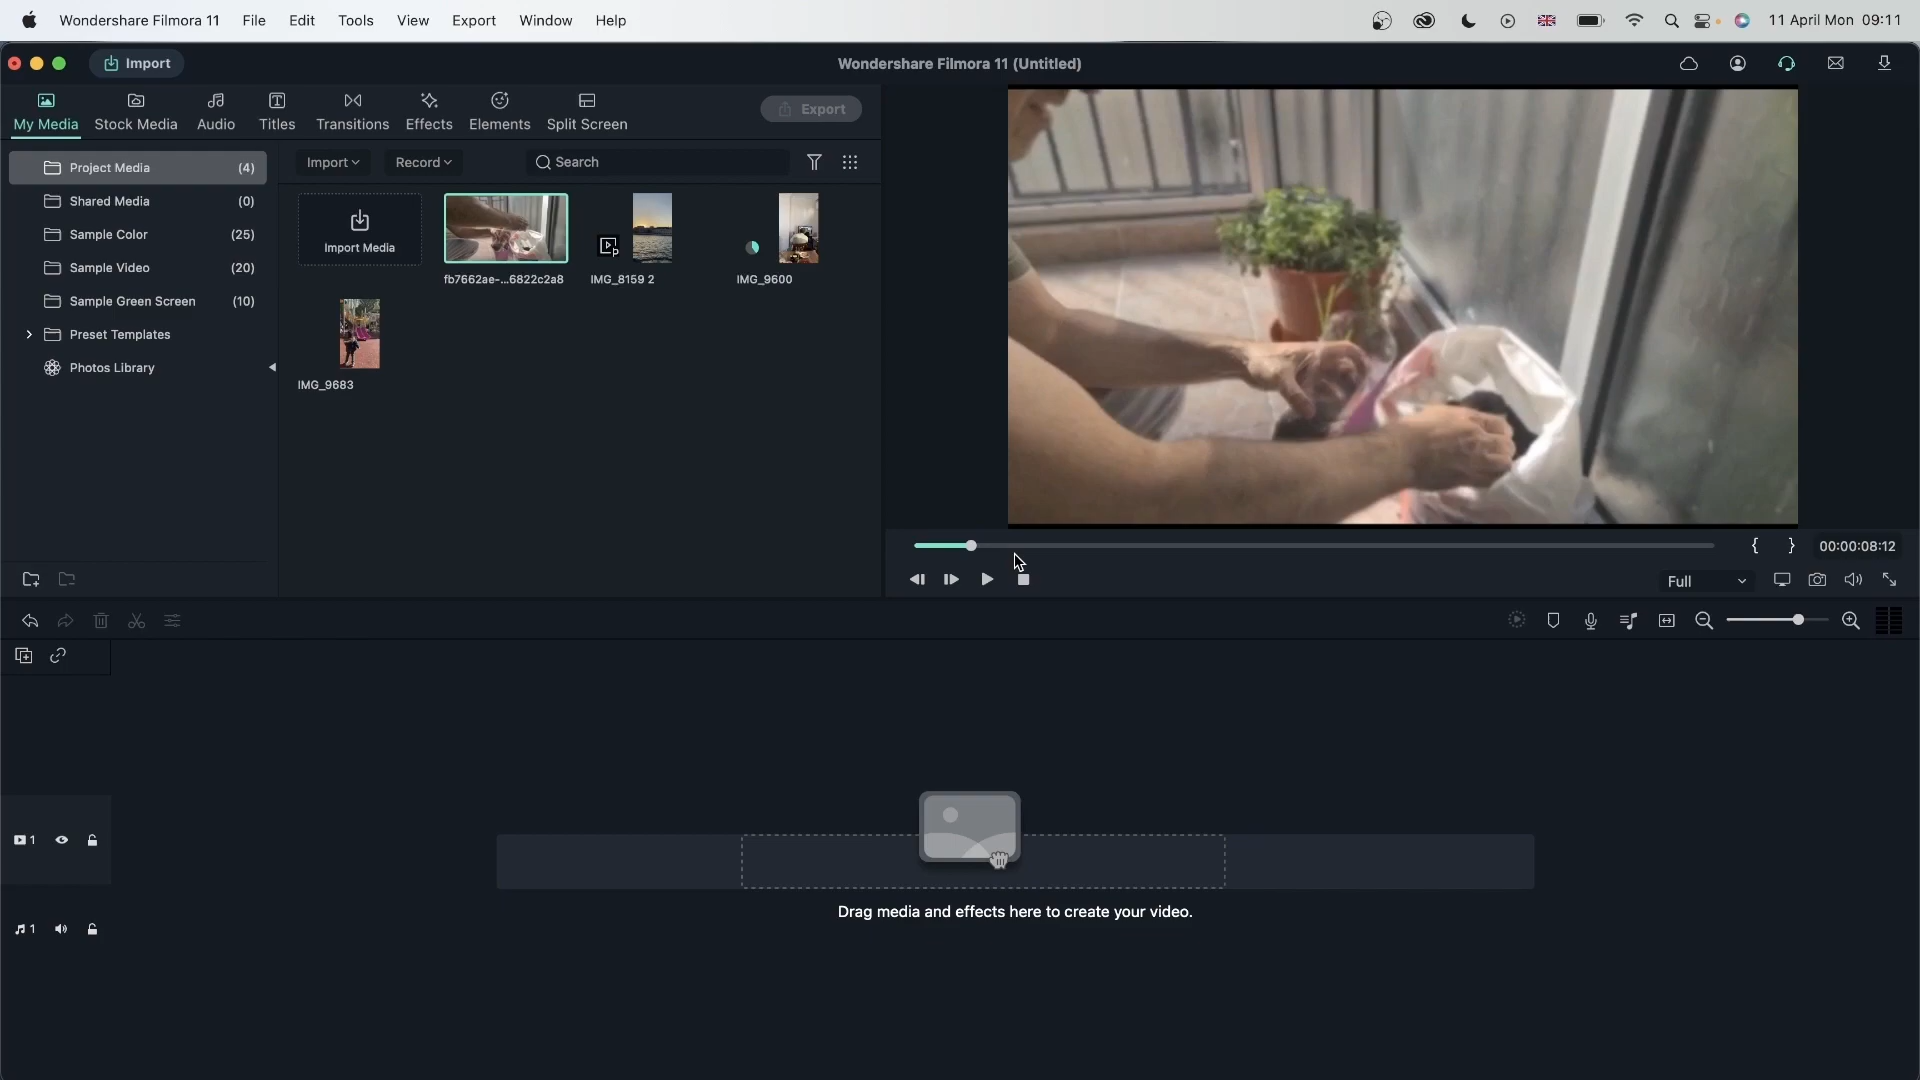 Wondershare Filmora 11 File Edit Tools View Export Window Help 11 April Mon 09:11
Import Wondershare Filmora 11 (Untitled)
My Media Stock Media Audio Titles Transitions Effects Elements Split Screen Export
Project Media (4)
Import Record Search
Shared Media (0)
Sample Color (25)
Sample Video (20)
Sample Green Screen (10)
Preset Templates
Photos Library
Import Media
fb7662ae-...6822c2a8 IMG_8159 2 IMG_9600
IMG_9683
{ } 00:00:08:12
Full
1
Drag media and effects here to create your video.
1